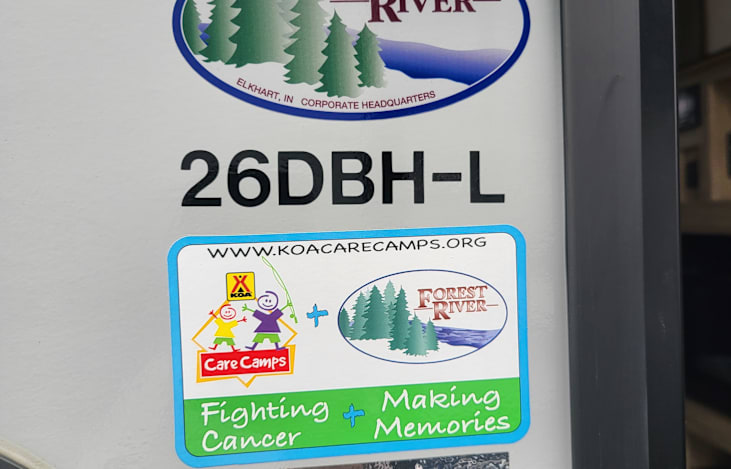 RIVER
ELKHART, IN CORPORATE HEADQUARTERS
26DBH-L
WWW.KOACARECAMPS.ORG
KOA
Care Camps
+
FOREST
RIVER
Fighting
Cancer
+
Making
Memories